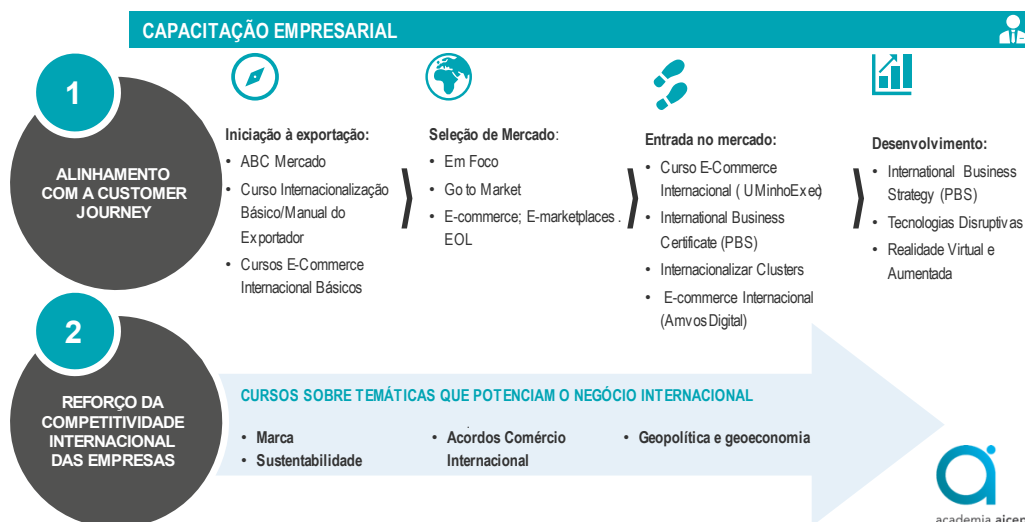 CAPACITAÇÃO EMPRESARIAL
1
ALINHAMENTO
COM A CUSTOMER
JOURNEY
Iniciação à exportação:
• ABC Mercado
• Curso Internacionalização
Básico/Manual do
Exportador
• Cursos E-Commerce
Internacional Básicos
Seleção de Mercado:
• Em Foco
• Go to Market
• E-commerce; E-marketplaces .
EOL
Entrada no mercado:
• Curso E-Commerce
Internacional ( UMinhoExec)
• International Business
Certificate (PBS)
• Internacionalizar Clusters
• E-commerce Internacional
(Amvos Digital)
Desenvolvimento:
• International Business
Strategy (PBS)
• Tecnologias Disruptivas
• Realidade Virtual e
Aumentada
2
REFORÇO DA
COMPETITIVIDADE
INTERNACIONAL
DAS EMPRESAS
CURSOS SOBRE TEMÁTICAS QUE POTENCIAM O NEGÓCIO INTERNACIONAL
• Marca
• Sustentabilidade
• Acordos Comércio
Internacional
• Geopolítica e geoeconomia
academia aicep